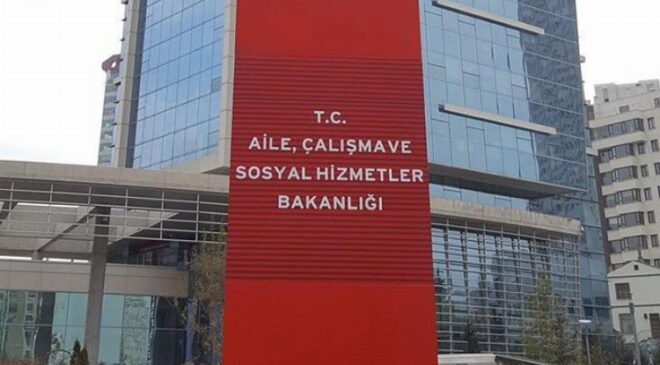 T.C.
AİLE, ÇALIŞMAVE
SOSYAL HİZMETLER
BAKANLIĞI